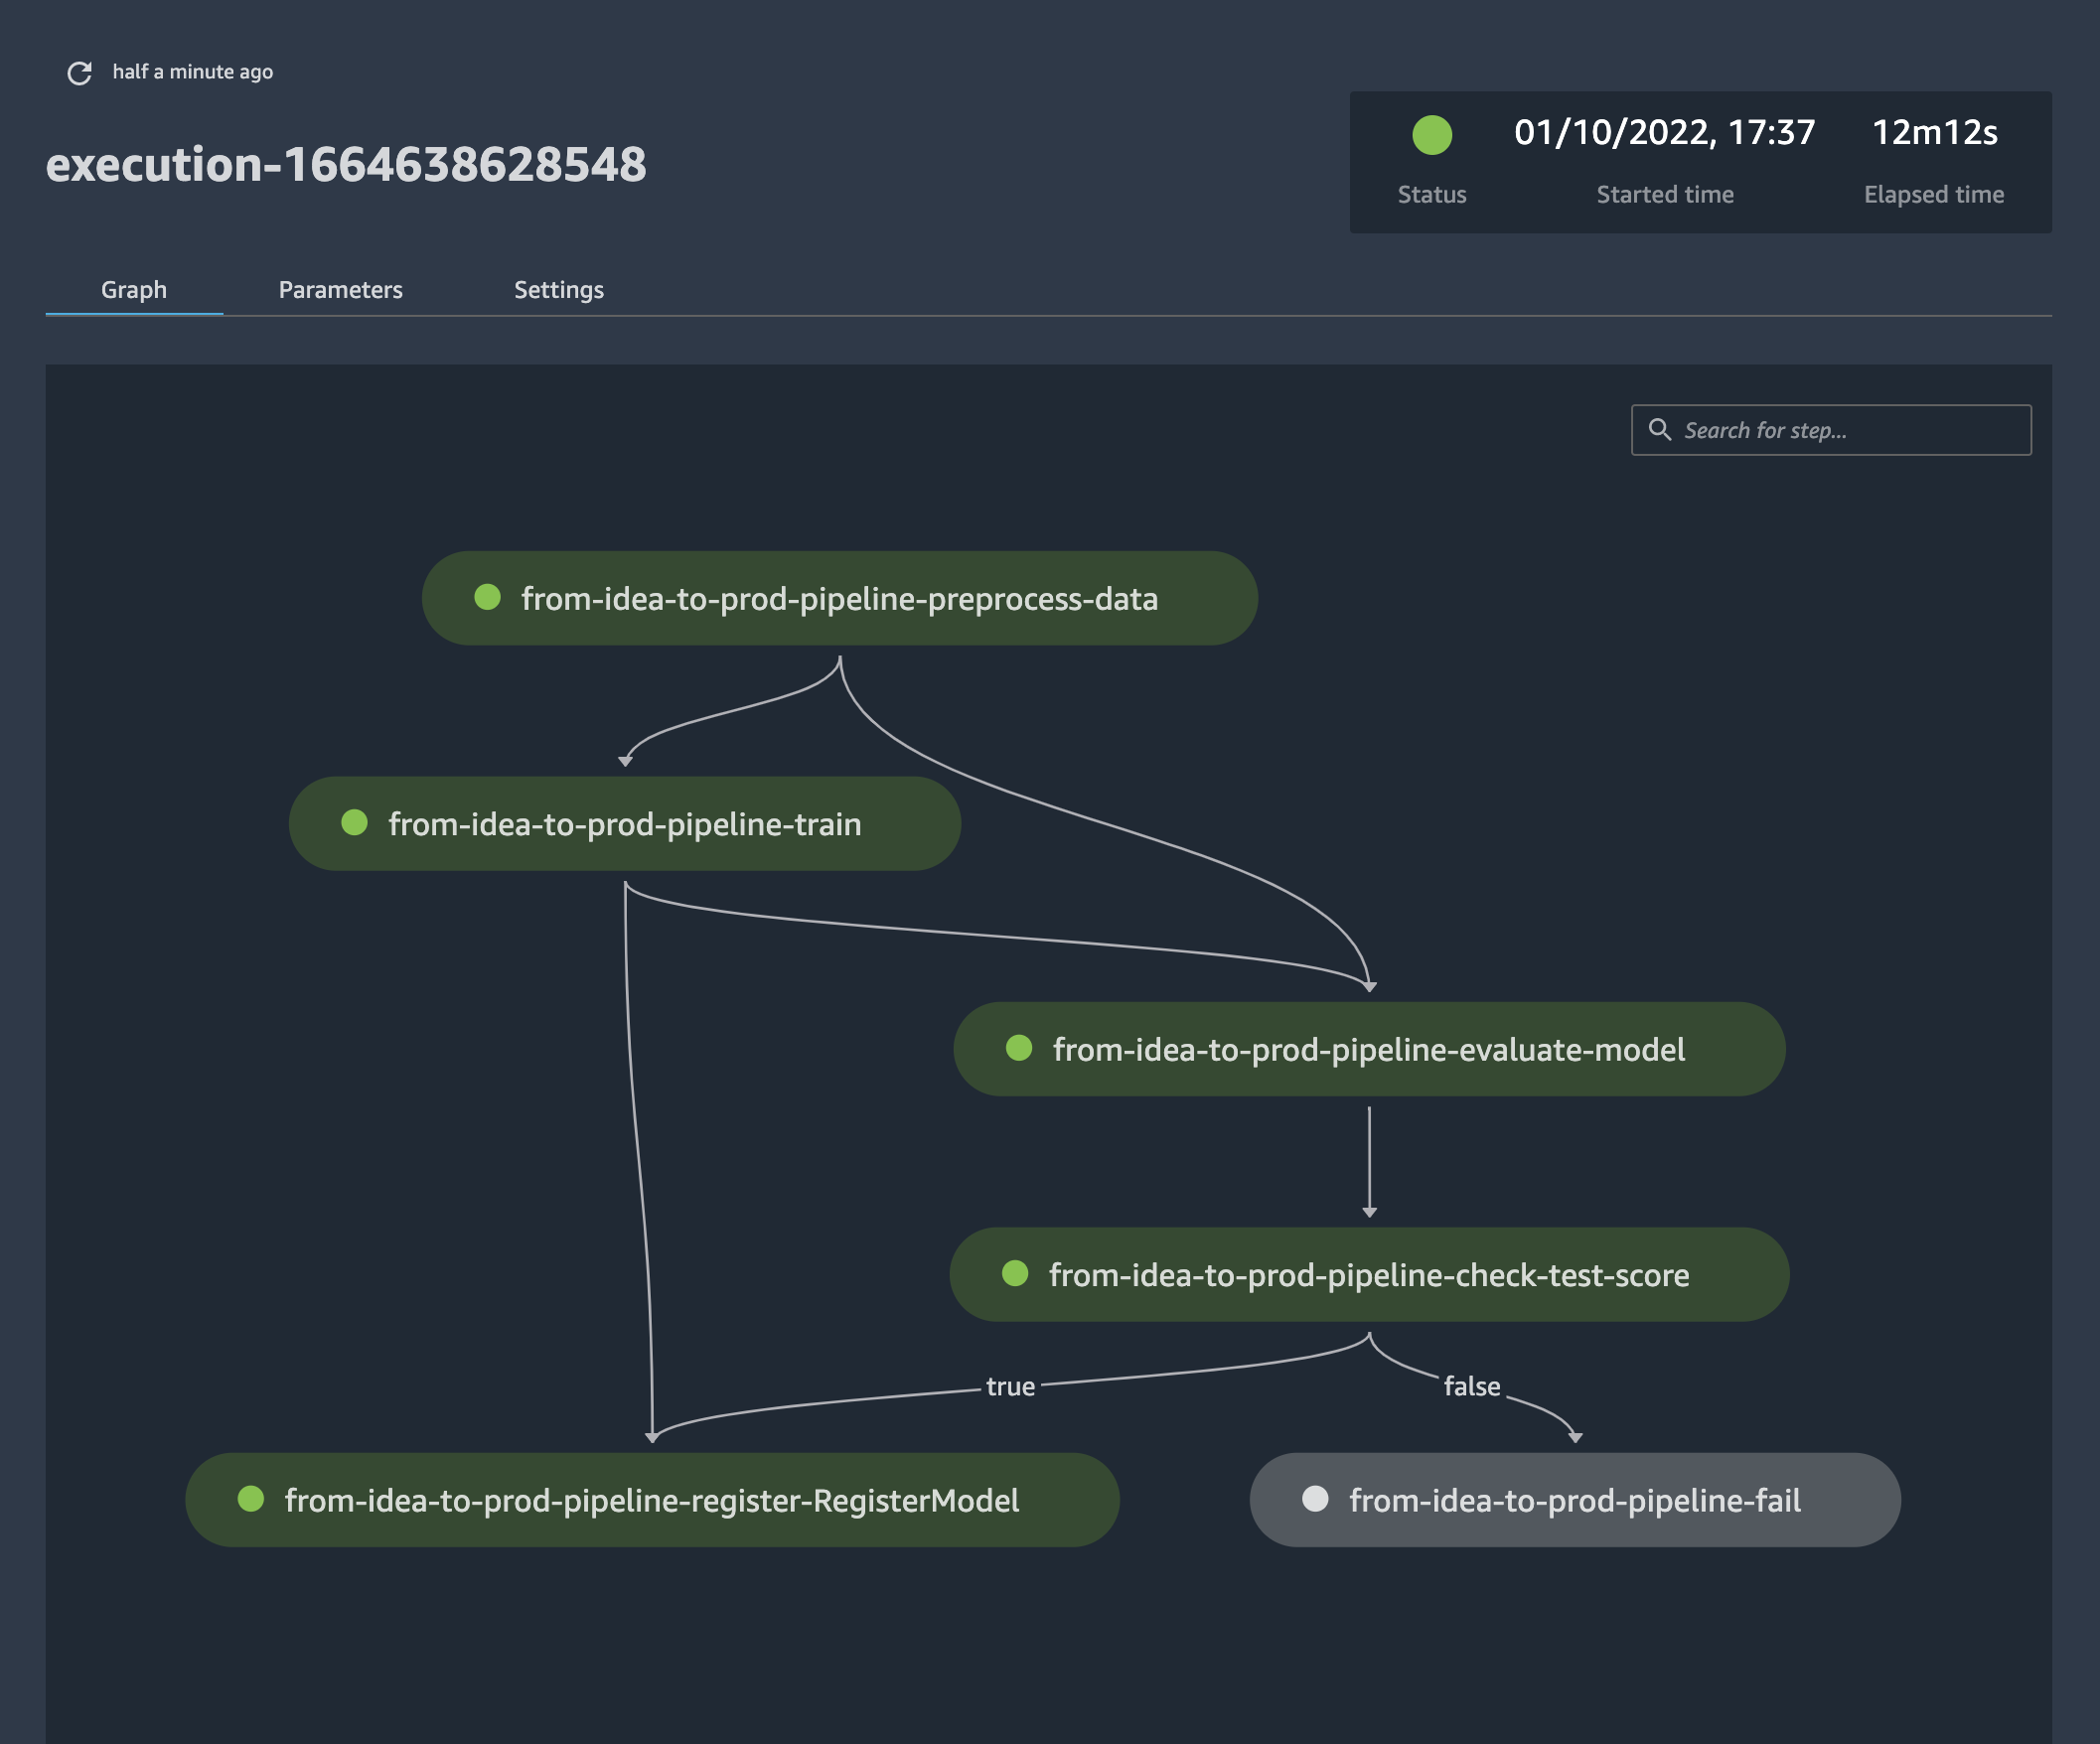 half a minute ago
execution-1664638628548
01/10/2022, 17:37
12m12s
Status
Started time
Elapsed time
Graph
Parameters
Settings
Search for step...
from-idea-to-prod-pipeline-preprocess-data
from-idea-to-prod-pipeline-train
from-idea-to-prod-pipeline-evaluate-model
from-idea-to-prod-pipeline-check-test-score
true
false
from-idea-to-prod-pipeline-register-RegisterModel
from-idea-to-prod-pipeline-fail